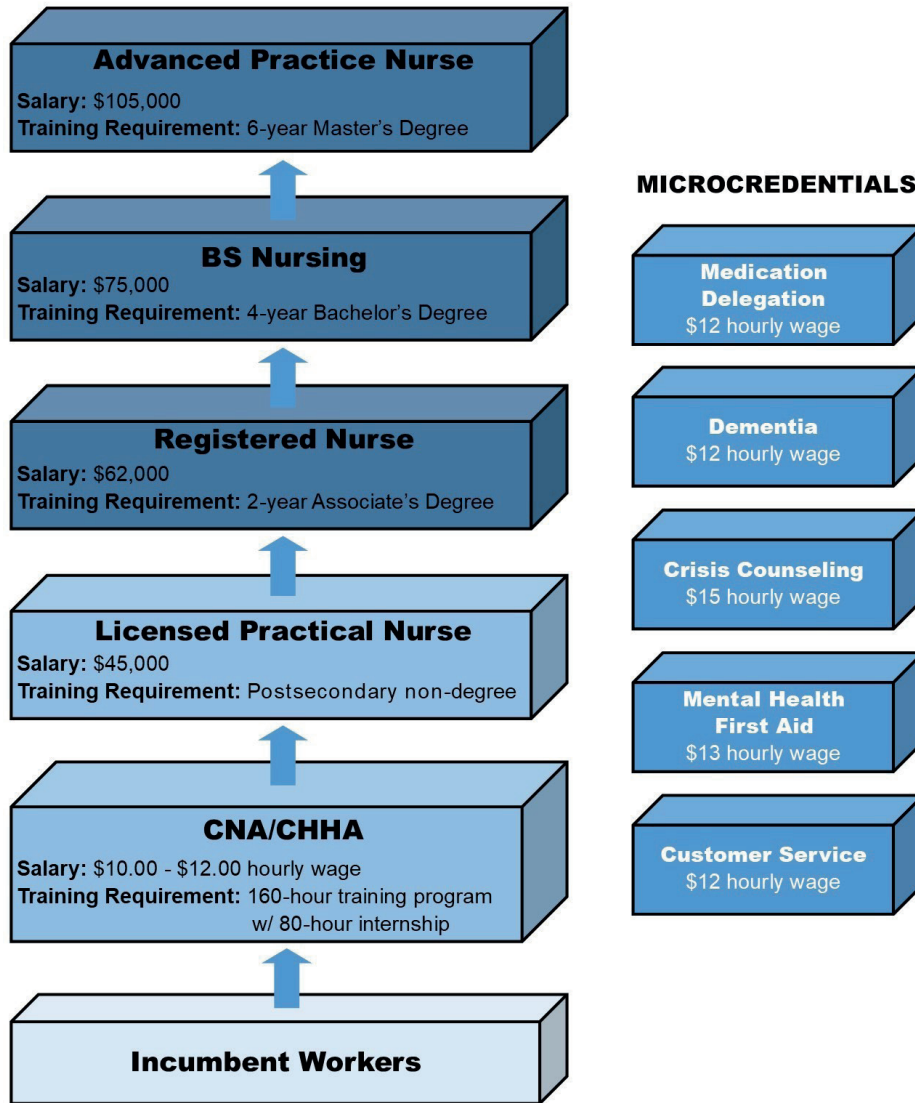 Advanced Practice Nurse
Salary: $105,000
Training Requirement: 6-year Master’s Degree
BS Nursing
Salary: $75,000
Training Requirement: 4-year Bachelor’s Degree
Registered Nurse
Salary: $62,000
Training Requirement: 2-year Associate’s Degree
Licensed Practical Nurse
Salary: $45,000
Training Requirement: Postsecondary non-degree
CNA/CHHA
Salary: $10.00 - $12.00 hourly wage
Training Requirement: 160-hour training program
w/ 80-hour internship
Incumbent Workers
MICROCREDENTIALS
Medication
Delegation
$12 hourly wage
Dementia
$12 hourly wage
Crisis Counseling
$15 hourly wage
Mental Health
First Aid
$13 hourly wage
Customer Service
$12 hourly wage